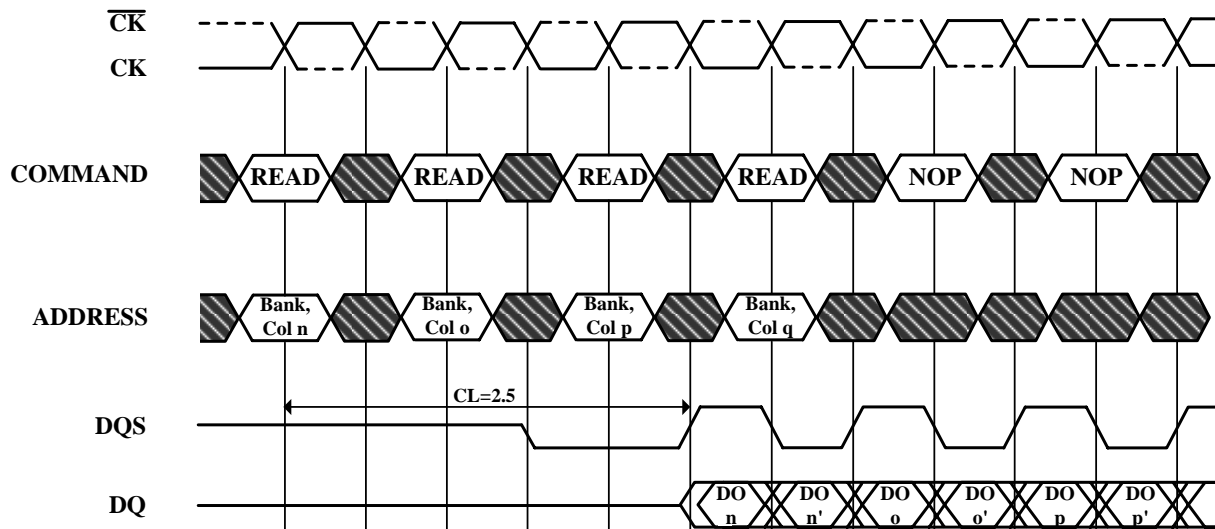 CK
CK
COMMAND READ READ READ READ NOP NOP
ADDRESS Bank, Col n Bank, Col o Bank, Col p Bank, Col q
CL=2.5
DQS
DQ DO n DO n' DO o DO o' DO p DO p'